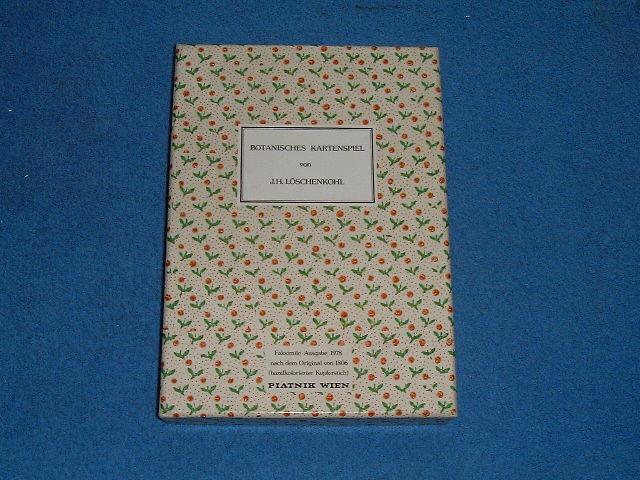 BOTANISCHES KARTENSPIEL
von
J.H. LÖSCHENKOHL
Faksimile-Ausgabe 1978
nach dem Original von 1806
(handkolorierter Kupferstich)
PIATNIK WIEN